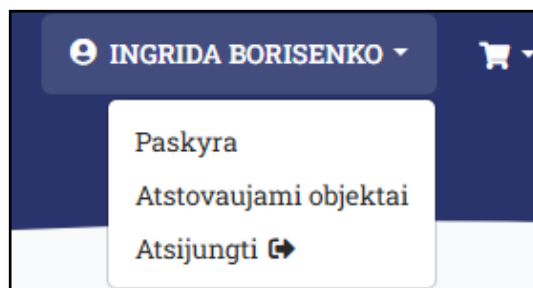 INGRIDA BORISENKO
Paskyra
Atstovaujami objektai
Atsijungti